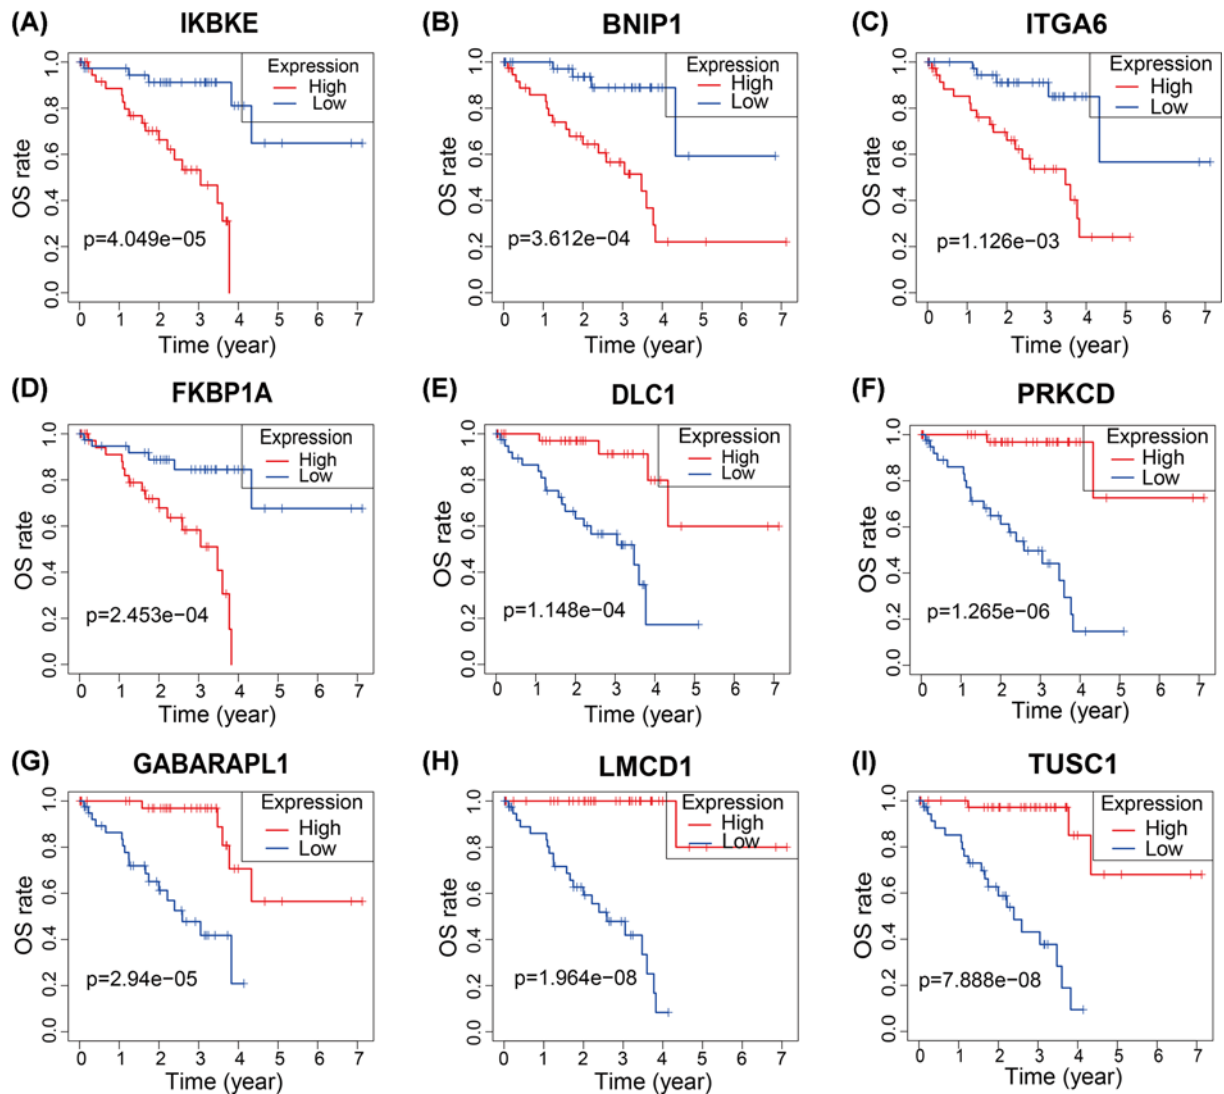 (A) IKBKE
OS rate
0.0 0.2 0.4 0.6 0.8 1.0
Expression
High
Low
p=4.049e−05
0 1 2 3 4 5 6 7
Time (year)
(B) BNIP1
OS rate
0.0 0.2 0.4 0.6 0.8 1.0
Expression
High
Low
p=3.612e−04
0 1 2 3 4 5 6 7
Time (year)
(C) ITGA6
OS rate
0.0 0.2 0.4 0.6 0.8 1.0
Expression
High
Low
p=1.126e−03
0 1 2 3 4 5 6 7
Time (year)
(D) FKBP1A
OS rate
0.0 0.2 0.4 0.6 0.8 1.0
Expression
High
Low
p=2.453e−04
0 1 2 3 4 5 6 7
Time (year)
(E) DLC1
OS rate
0.0 0.2 0.4 0.6 0.8 1.0
Expression
High
Low
p=1.148e−04
0 1 2 3 4 5 6 7
Time (year)
(F) PRKCD
OS rate
0.0 0.2 0.4 0.6 0.8 1.0
Expression
High
Low
p=1.265e−06
0 1 2 3 4 5 6 7
Time (year)
(G) GABARAPL1
OS rate
0.0 0.2 0.4 0.6 0.8 1.0
Expression
High
Low
p=2.94e−05
0 1 2 3 4 5 6 7
Time (year)
(H) LMCD1
OS rate
0.0 0.2 0.4 0.6 0.8 1.0
Expression
High
Low
p=1.964e−08
0 1 2 3 4 5 6 7
Time (year)
(I) TUSC1
OS rate
0.0 0.2 0.4 0.6 0.8 1.0
Expression
High
Low
p=7.888e−08
0 1 2 3 4 5 6 7
Time (year)